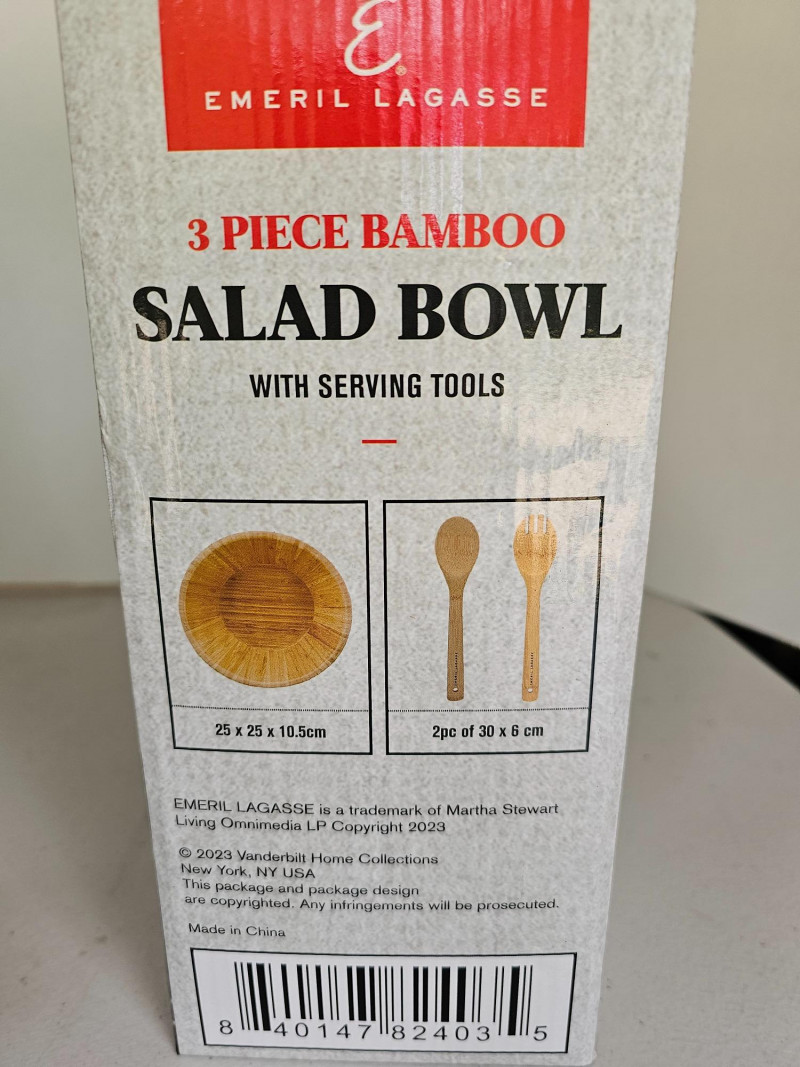 E®
EMERIL LAGASSE
3 PIECE BAMBOO
SALAD BOWL
WITH SERVING TOOLS
25 x 25 x 10.5cm
2pc of 30 x 6 cm
EMERIL LAGASSE is a trademark of Martha Stewart
Living Omnimedia LP Copyright 2023
© 2023 Vanderbilt Home Collections
New York, NY USA
This package and package design
are copyrighted. Any infringements will be prosecuted.
Made in China
8 40147 82403 5